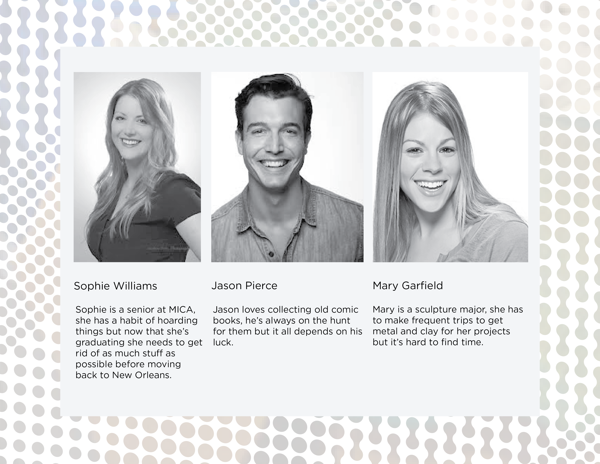 Sophie Williams
Jason Pierce
Mary Garfield
Sophie is a senior at MICA,
she has a habit of hoarding
things but now that she's
graduating she needs to get
rid of as much stuff as
possible before moving
back to New Orleans.
Jason loves collecting old comic
books, he's always on the hunt
for them but it all depends on his
luck.
Mary is a sculpture major, she has
to make frequent trips to get
metal and clay for her projects
but it's hard to find time.